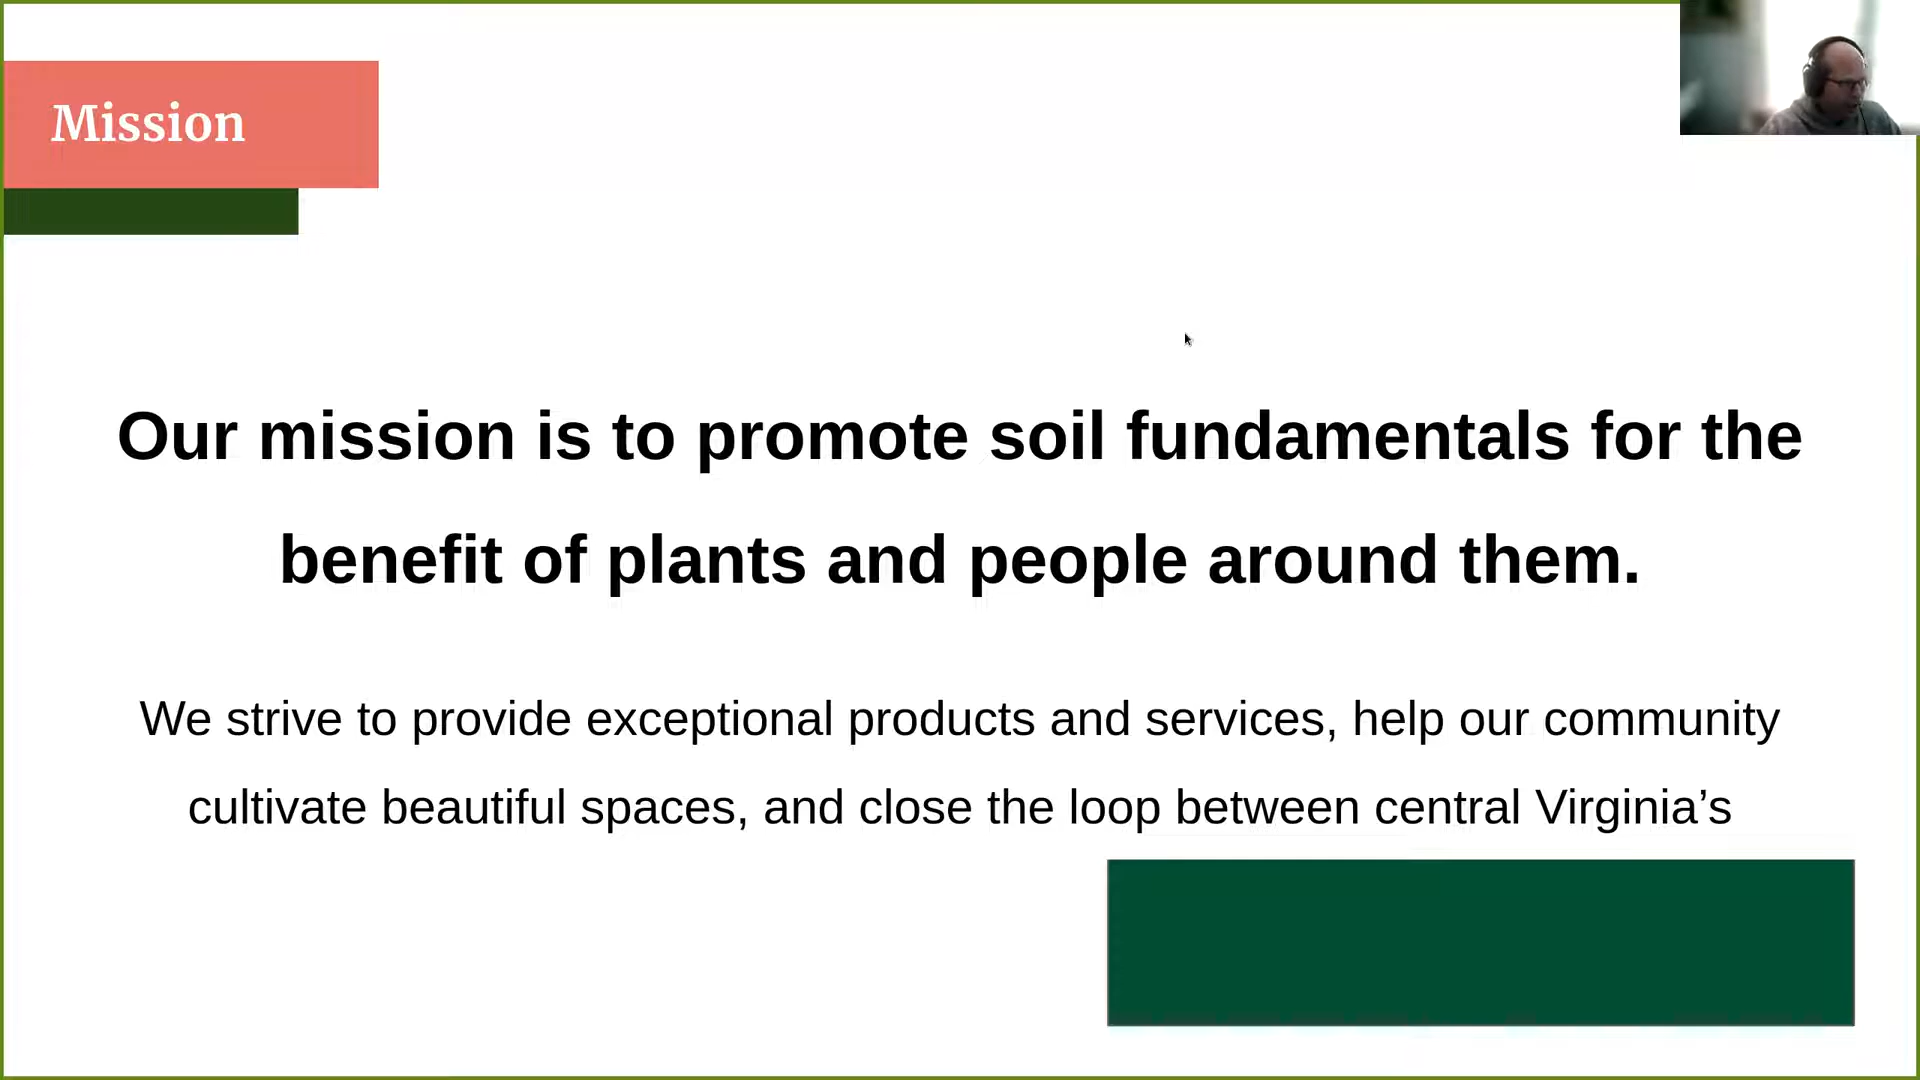 Mission
Our mission is to promote soil fundamentals for the
benefit of plants and people around them.
We strive to provide exceptional products and services, help our community
cultivate beautiful spaces, and close the loop between central Virginia’s